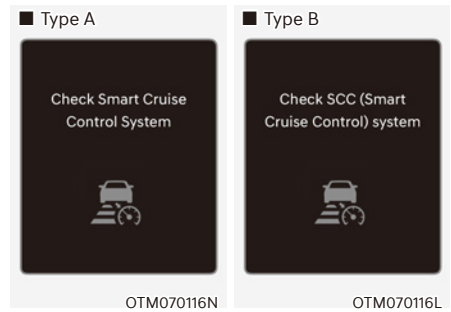 ■ Type A
Check Smart Cruise
Control System
OTM070116N
■ Type B
Check SCC (Smart
Cruise Control) system
OTM070116L